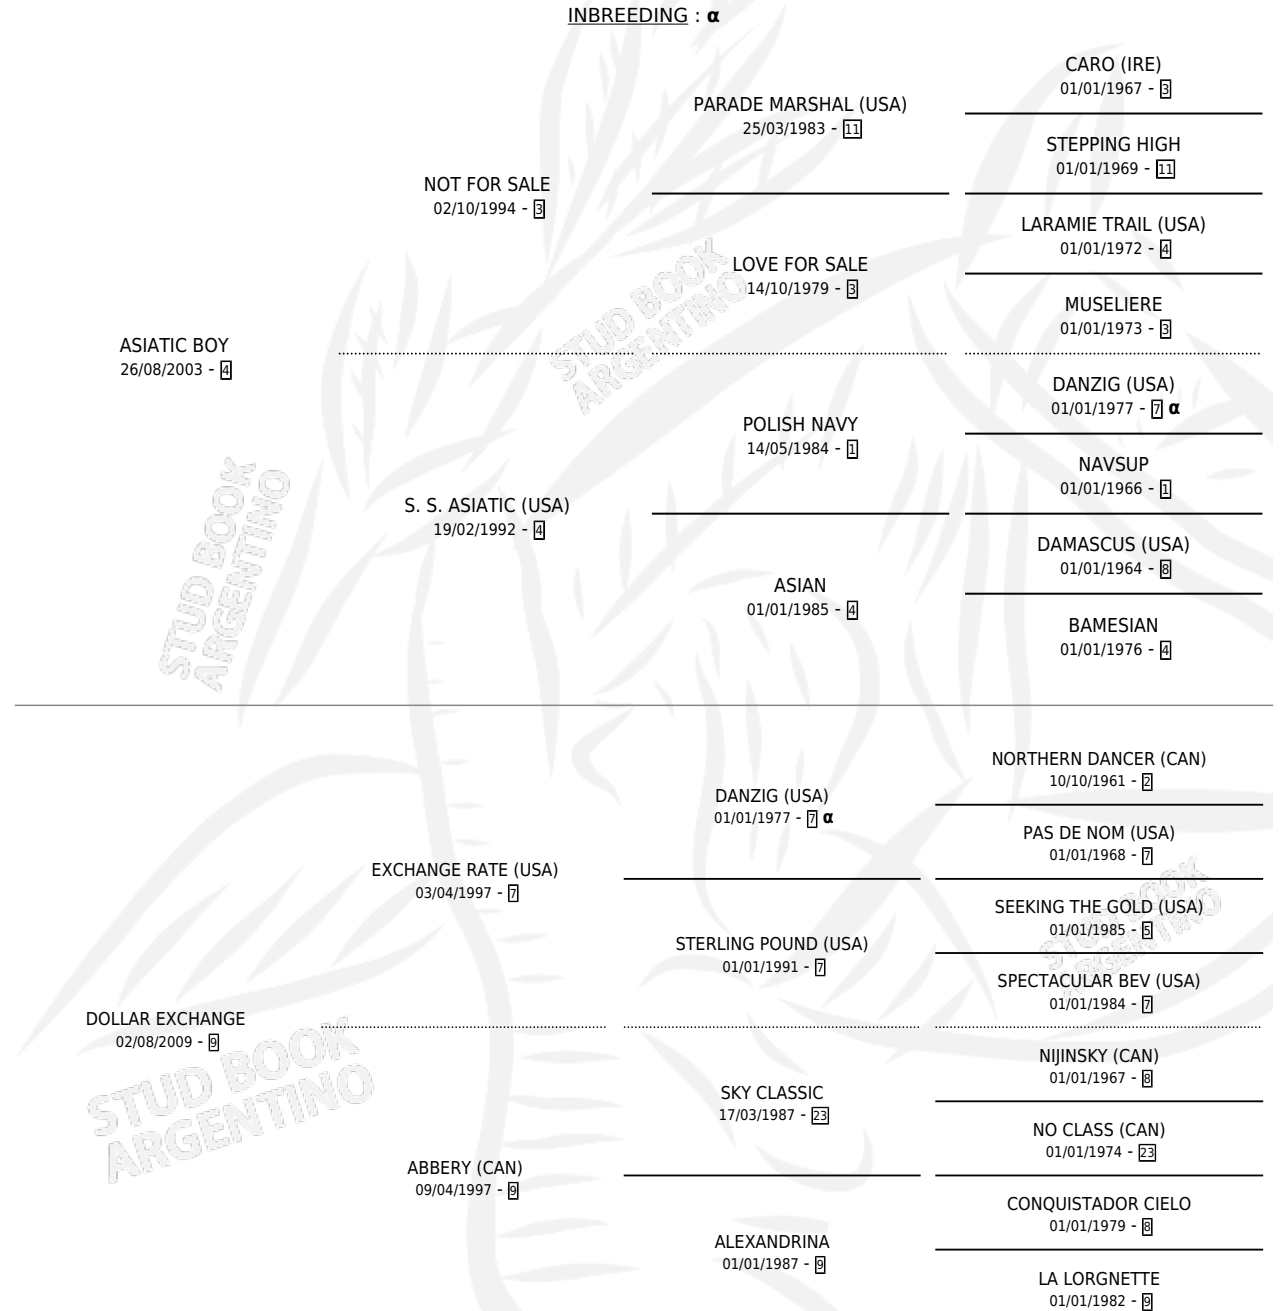 INBREEDING : α
CARO (IRE)
01/01/1967 - 3
PARADE MARSHAL (USA)
25/03/1983 - 11
STEPPING HIGH
01/01/1969 - 11
NOT FOR SALE
02/10/1994 - 3
LARAMIE TRAIL (USA)
01/01/1972 - 4
LOVE FOR SALE
14/10/1979 - 3
MUSELIERE
01/01/1973 - 3
ASIATIC BOY
26/08/2003 - 4
DANZIG (USA)
01/01/1977 - 7 α
POLISH NAVY
14/05/1984 - 1
NAVSUP
01/01/1966 - 1
S. S. ASIATIC (USA)
19/02/1992 - 4
DAMASCUS (USA)
01/01/1964 - 8
ASIAN
01/01/1985 - 4
BAMESIAN
01/01/1976 - 4
NORTHERN DANCER (CAN)
10/10/1961 - 2
DANZIG (USA)
01/01/1977 - 7 α
PAS DE NOM (USA)
01/01/1968 - 7
EXCHANGE RATE (USA)
03/04/1997 - 7
SEEKING THE GOLD (USA)
01/01/1985 - 5
STERLING POUND (USA)
01/01/1991 - 7
SPECTACULAR BEV (USA)
01/01/1984 - 7
DOLLAR EXCHANGE
02/08/2009 - 9
NIJINSKY (CAN)
01/01/1967 - 8
SKY CLASSIC
17/03/1987 - 23
NO CLASS (CAN)
01/01/1974 - 23
ABBERY (CAN)
09/04/1997 - 9
CONQUISTADOR CIELO
01/01/1979 - 8
ALEXANDRINA
01/01/1987 - 9
LA LORGNETTE
01/01/1982 - 9
STUD BOOK
ARGENTINO
STUD BOOK
ARGENTINO
STUD BOOK
ARGENTINO
STUD BOOK
ARGENTINO